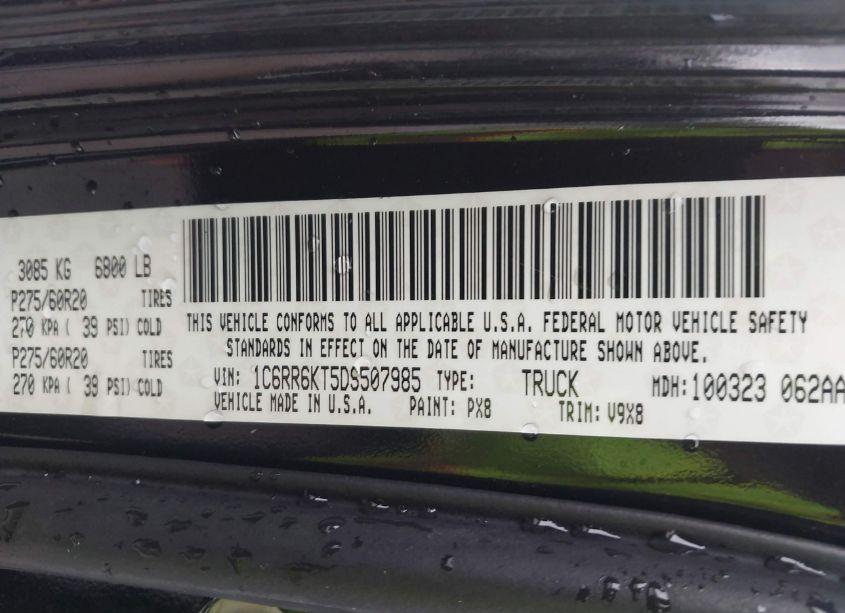 3085 KG 6800 LB
P275/60R20 TIRES
270 KPA ( 39 PSI) COLD
P275/60R20 TIRES
270 KPA ( 39 PSI) COLD
THIS VEHICLE CONFORMS TO ALL APPLICABLE U.S.A. FEDERAL MOTOR VEHICLE SAFETY
STANDARDS IN EFFECT ON THE DATE OF MANUFACTURE SHOWN ABOVE.
VIN: 1C6RR6KT5DS507985 TYPE: TRUCK MDH:100323 062AA
VEHICLE MADE IN U.S.A. PAINT: PX8 TRIM: V9X8